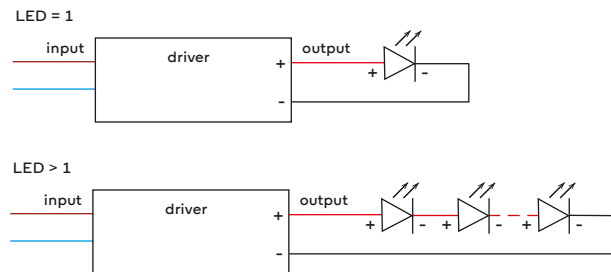 LED = 1
input
driver
output
+
-
+
-
LED > 1
input
driver
output
+
-
+
-
+
-
+
-